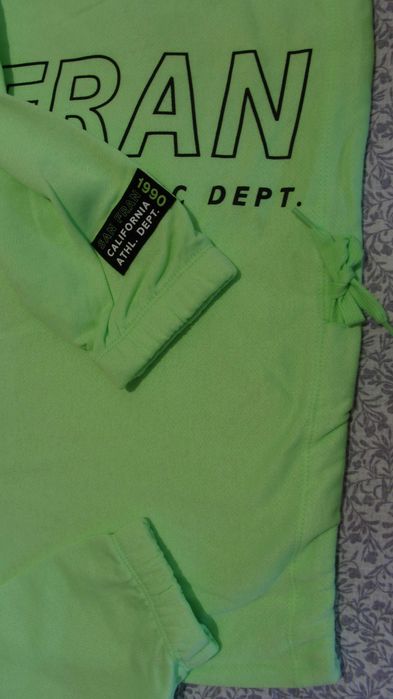 FRAN
C DEPT.
SAN FRAN 1990
CALIFORNIA
ATHL. DEPT.